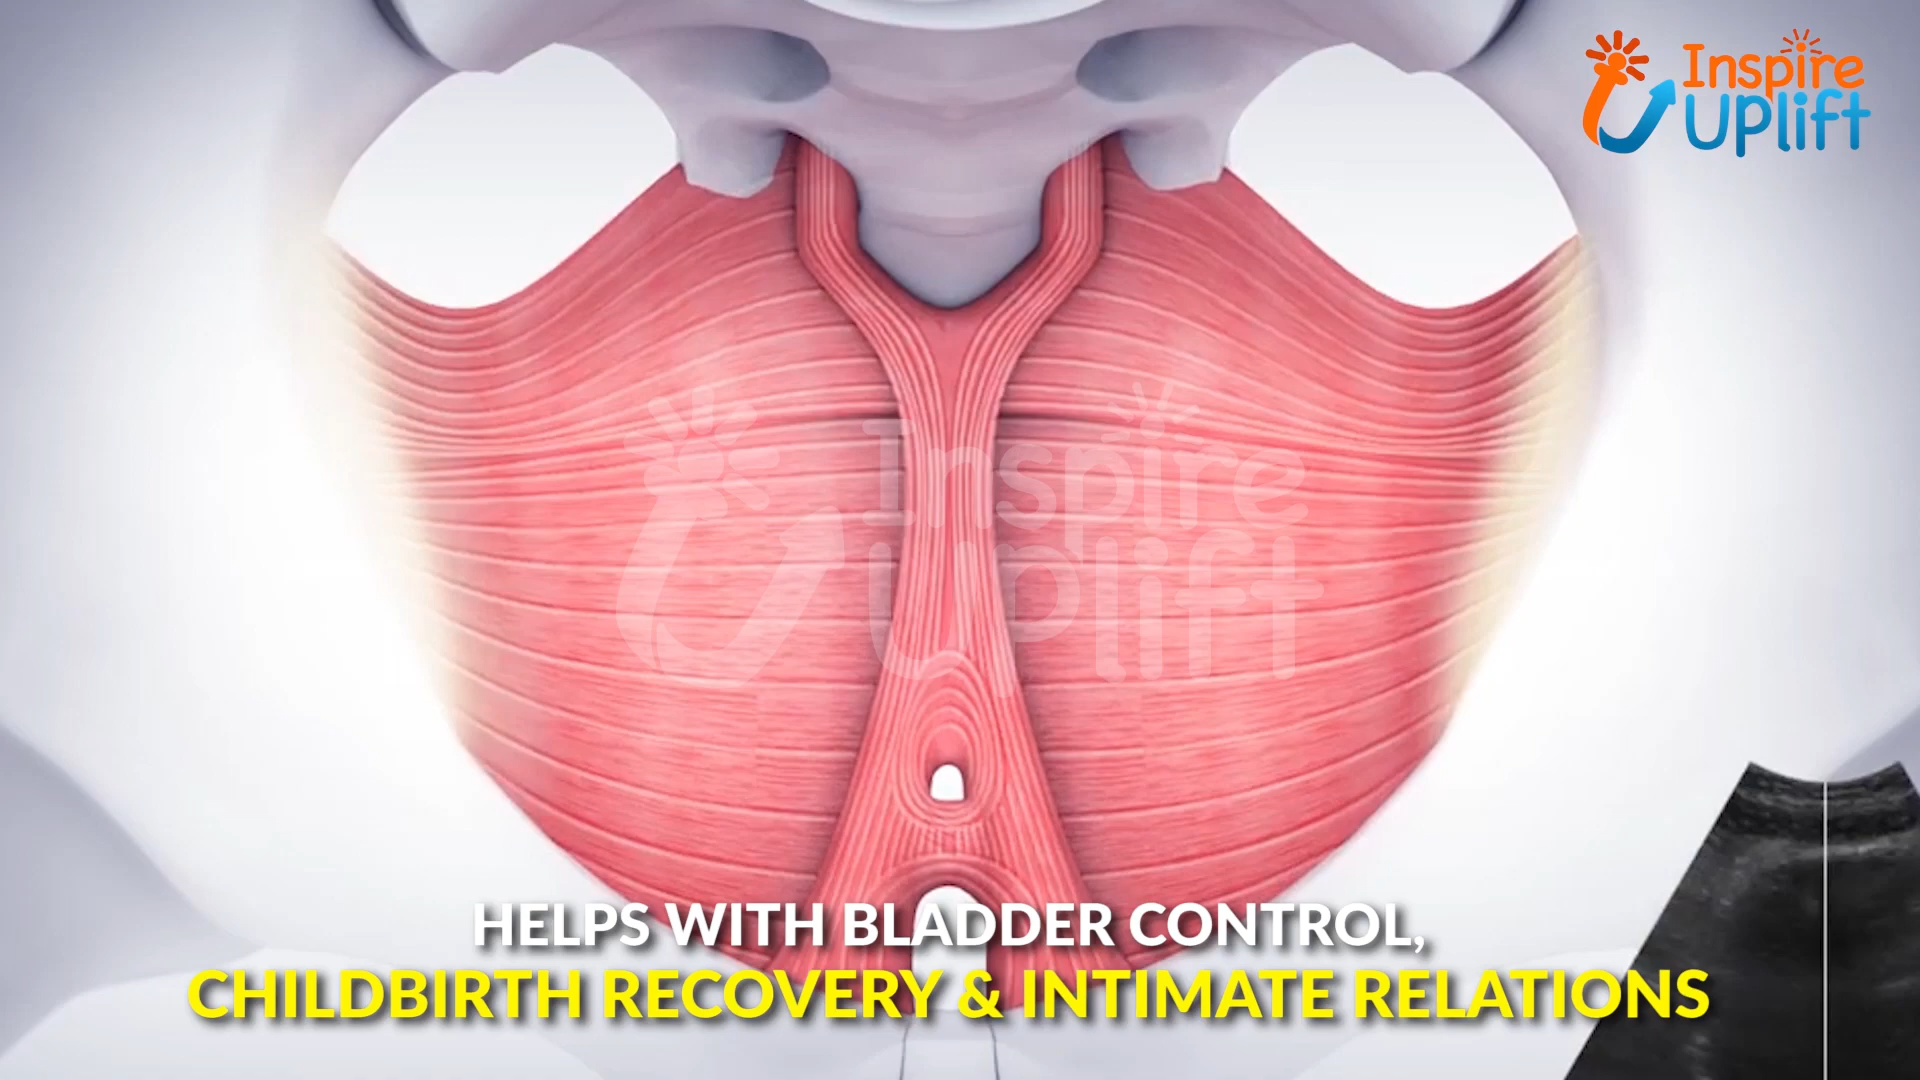 Inspire
Uplift
Inspire
Uplift
HELPS WITH BLADDER CONTROL,
CHILDBIRTH RECOVERY & INTIMATE RELATIONS